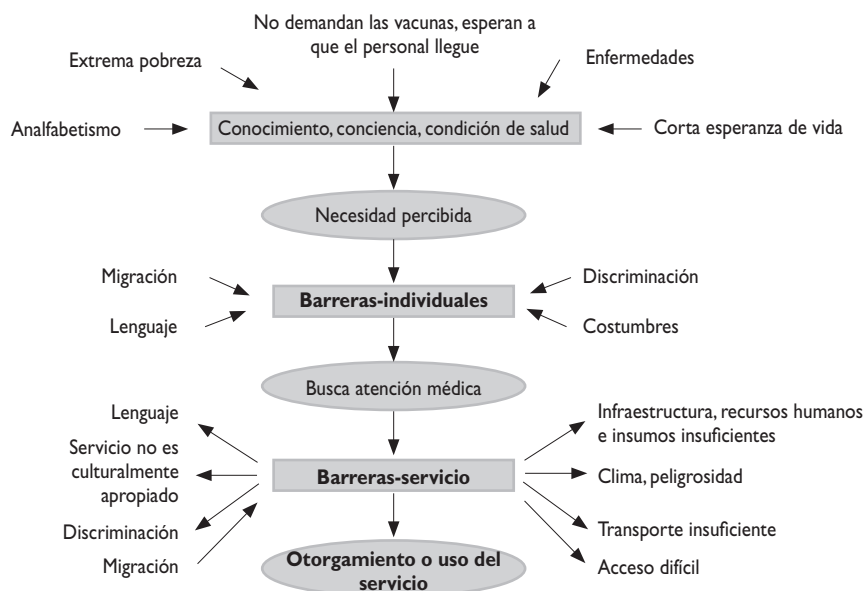 No demandan las vacunas, esperan a
que el personal llegue
Extrema pobreza
Enfermedades
Analfabetismo
Conocimiento, conciencia, condición de salud
Corta esperanza de vida
Necesidad percibida
Migración
Discriminación
Barreras-individuales
Lenguaje
Costumbres
Busca atención médica
Lenguaje
Infraestructura, recursos humanos
e insumos insuficientes
Servicio no es
culturalmente
apropiado
Barreras-servicio
Clima, peligrosidad
Discriminación
Transporte insuficiente
Migración
Otorgamiento o uso del
servicio
Acceso difícil